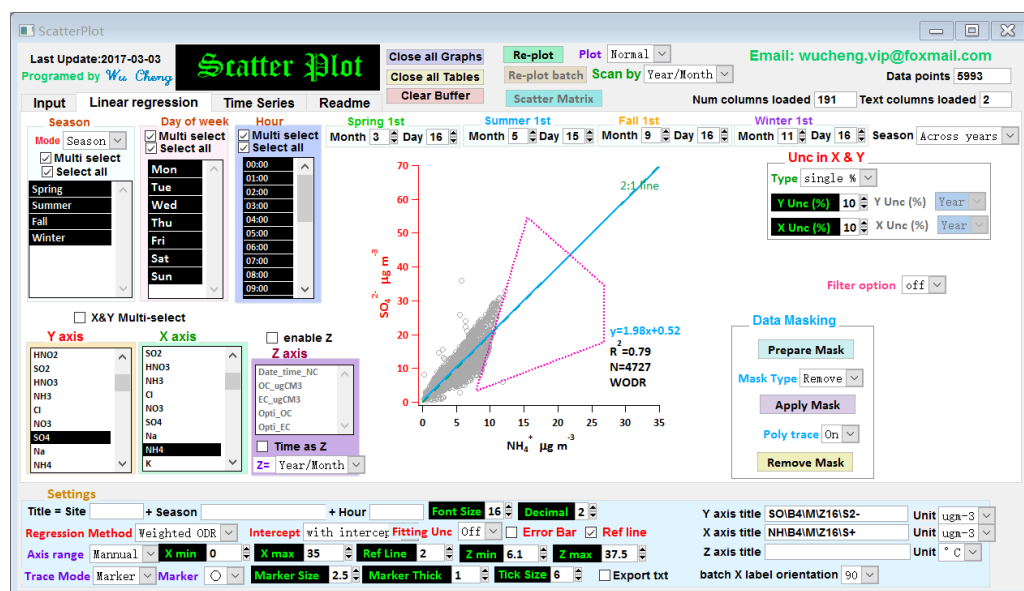 ScatterPlot
Last Update:2017-03-03
Programed by Wu Cheng
Scatter Plot
Close all Graphs
Close all Tables
Clear Buffer
Re-plot
Plot Normal
Re-plot batch
Scan by Year/Month
Scatter Matrix
Email: wucheng.vip@foxmail.com
Data points 5993
Num columns loaded 191 Text columns loaded 2
Input
Linear regression
Time Series
Readme
Season
Mode Season
Multi select
Select all
Spring
Summer
Fall
Winter
Day of week
Multi select
Select all
Mon
Tue
Wed
Thu
Fri
Sat
Sun
Hour
Multi select
Select all
00:00
01:00
02:00
03:00
04:00
05:00
06:00
07:00
08:00
09:00
Spring 1st
Month 3 Day 16
Summer 1st
Month 5 Day 15
Fall 1st
Month 9 Day 16
Winter 1st
Month 11 Day 16
Season Across years
Unc in X & Y
Type single %
Y Unc (%) 10 Y Unc (%) Year
X Unc (%) 10 X Unc (%) Year
Filter option off
X&Y Multi-select
Y axis
HNO2
SO2
HNO3
NH3
Cl
NO3
SO4
Na
NH4
X axis
SO2
HNO3
NH3
Cl
NO3
SO4
Na
NH4
K
enable Z
Z axis
Date_time_NC
OC_ugCM3
EC_ugCM3
Opti_OC
Opti_EC
Time as Z
Z= Year/Month
70
60
50
40
30
20
10
0
SO4 2- µg m -3
2:1 line
y=1.98x+0.52
R2=0.79
N=4727
WODR
0 5 10 15 20 25 30 35
NH4+ µg m-3
Data Masking
Prepare Mask
Mask Type Remove
Apply Mask
Poly trace On
Remove Mask
Settings
Title = Site + Season + Hour Font Size 16 Decimal 2
Regression Method Weighted ODR Intercept with intercep Fitting Unc Off Error Bar Ref line
Axis range Mannual X min 0 X max 35 Ref Line 2 Z min 6.1 Z max 37.5
Trace Mode Marker Marker Marker Size 2.5 Marker Thick 1 Tick Size 6 Export txt
Y axis title SO\B4\M\Z16\S2- Unit ugm-3
X axis title NH\B4\M\Z16\S+ Unit ugm-3
Z axis title Unit °C
batch X label orientation 90